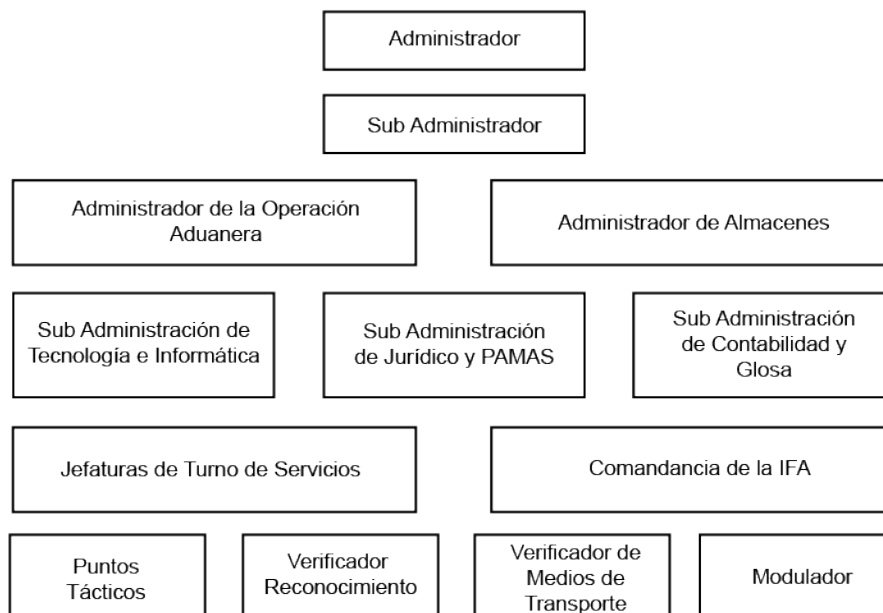 Administrador
Sub Administrador
Administrador de la Operación
Aduanera
Administrador de Almacenes
Sub Administración de
Tecnología e Informática
Sub Administración
de Jurídico y PAMAS
Sub Administración
de Contabilidad y
Glosa
Jefaturas de Turno de Servicios
Comandancia de la IFA
Puntos
Tácticos
Verificador
Reconocimiento
Verificador de
Medios de
Transporte
Modulador